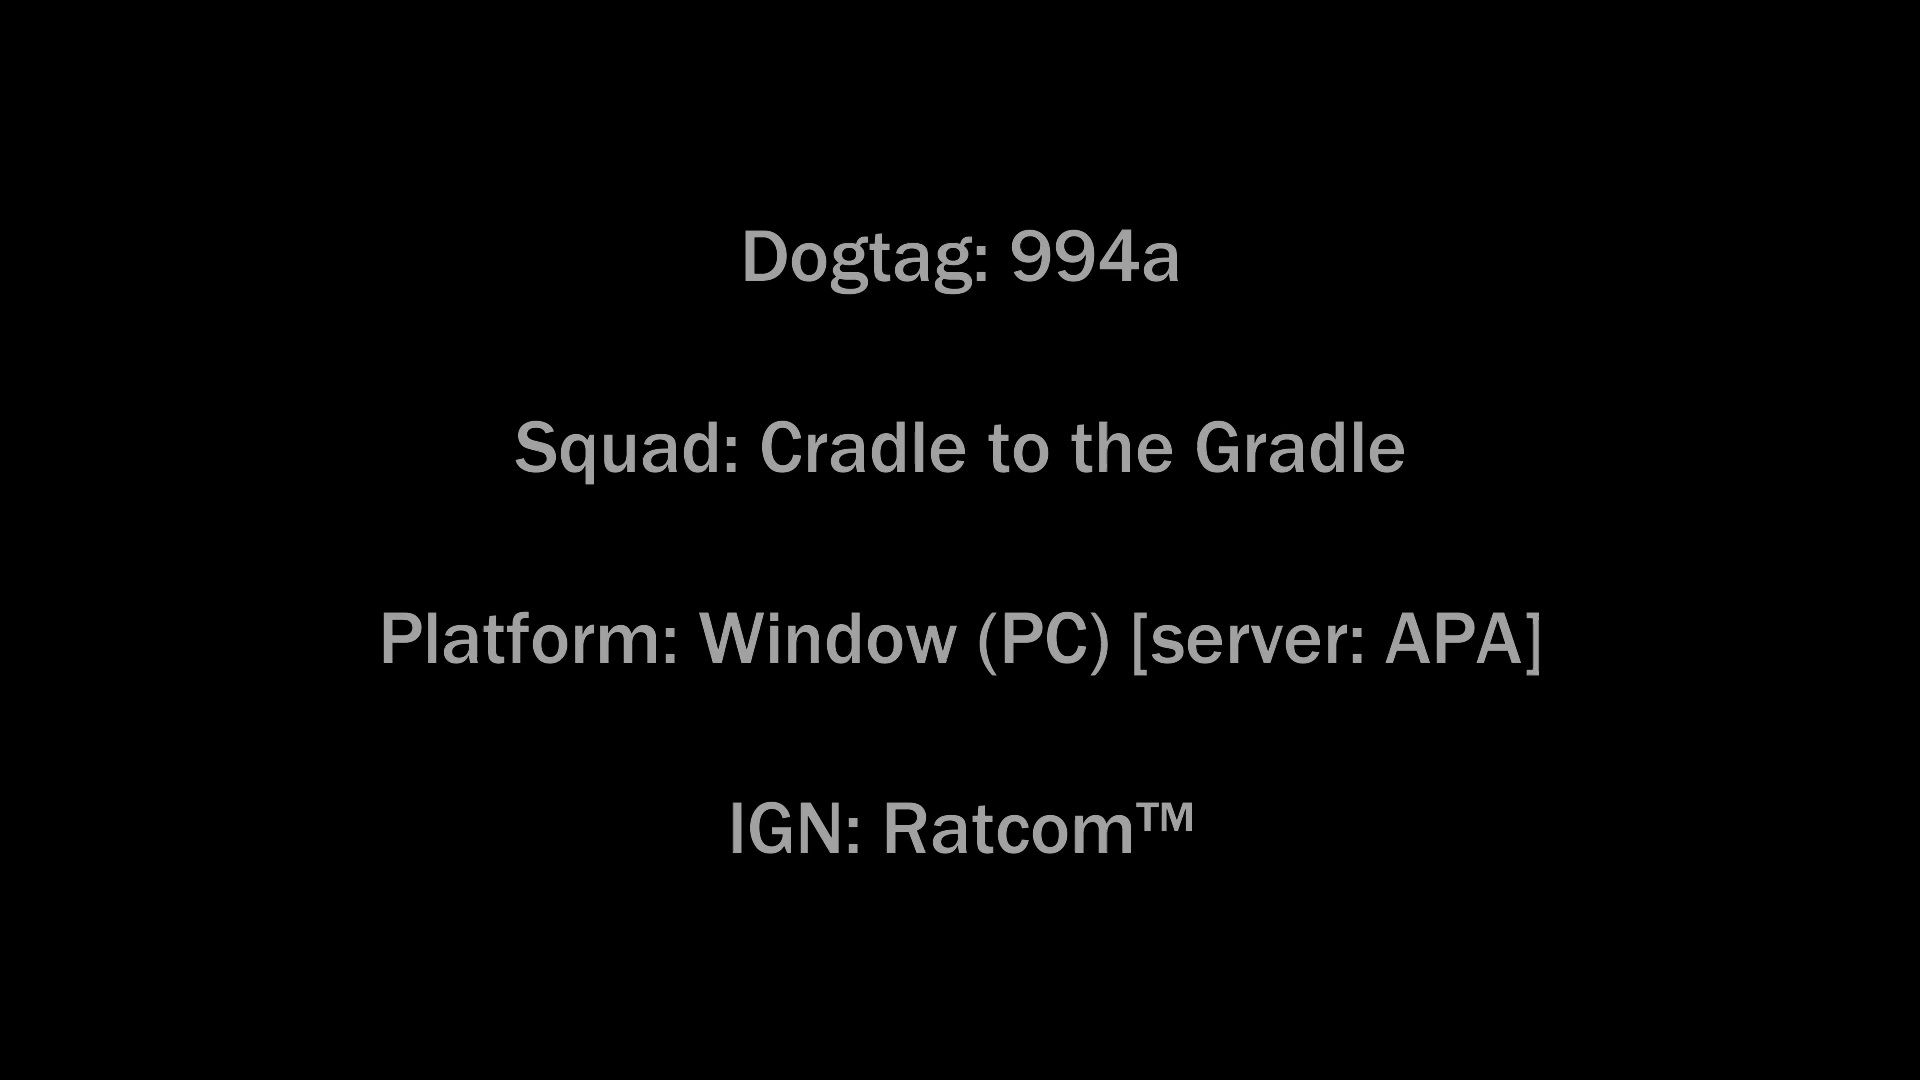 Dogtag: 994a
Squad: Cradle to the Gradle
Platform: Window (PC) [server: APA]
IGN: Ratcom™